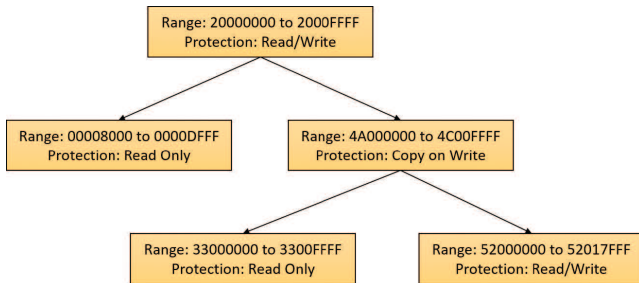 Range: 20000000 to 2000FFFF
Protection: Read/Write
Range: 00008000 to 0000DFFF
Protection: Read Only
Range: 4A000000 to 4C00FFFF
Protection: Copy on Write
Range: 33000000 to 3300FFFF
Protection: Read Only
Range: 52000000 to 52017FFF
Protection: Read/Write